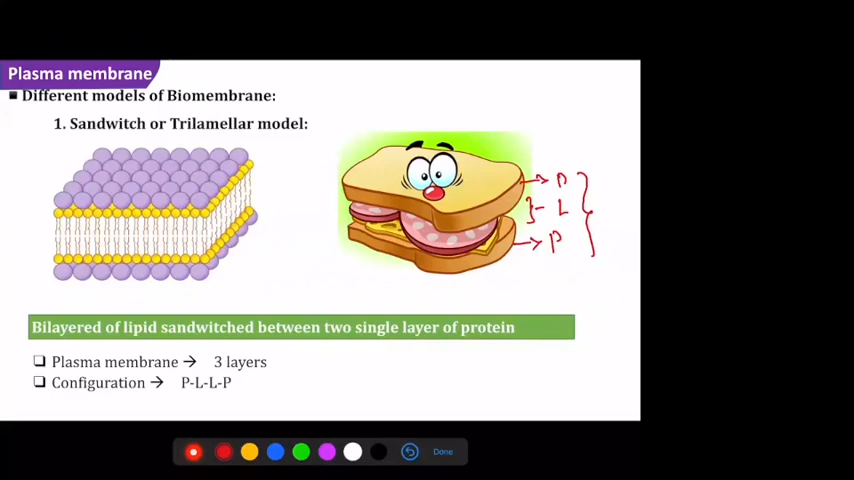 Plasma membrane
Different models of Biomembrane:
1. Sandwitch or Trilamellar model:
P
L
P
Bilayered of lipid sandwitched between two single layer of protein
Plasma membrane → 3 layers
Configuration → P-L-L-P
Done